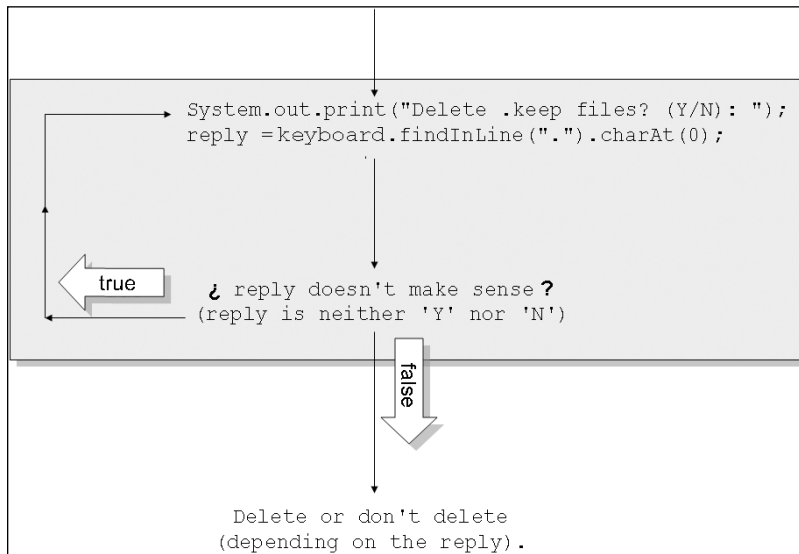 System.out.print("Delete .keep files? (Y/N): ");
reply =keyboard.findInLine(".").charAt(0);
true
¿ reply doesn't make sense?
(reply is neither 'Y' nor 'N')
false
Delete or don't delete
(depending on the reply).